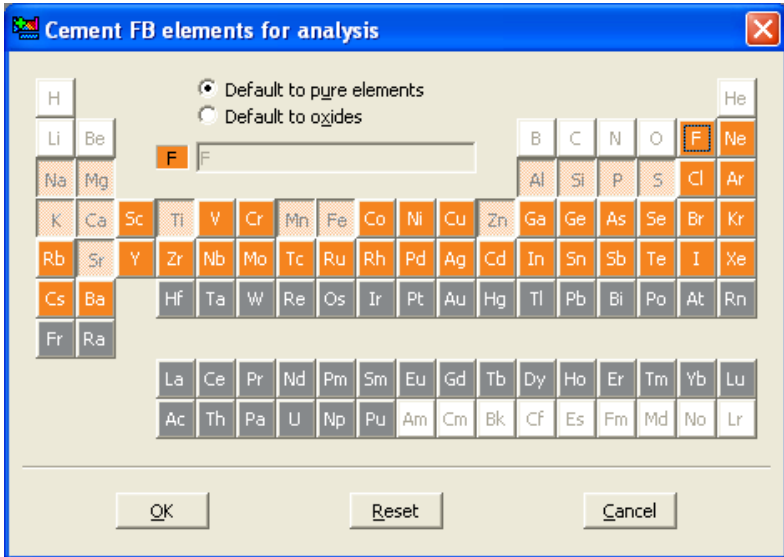 Cement FB elements for analysis
Default to pure elements
H He
Default to oxides
Li Be B C N O F Ne
F F
Na Mg Al Si P S Cl Ar
K Ca Sc Ti V Cr Mn Fe Co Ni Cu Zn Ga Ge As Se Br Kr
Rb Sr Y Zr Nb Mo Tc Ru Rh Pd Ag Cd In Sn Sb Te I Xe
Cs Ba Hf Ta W Re Os Ir Pt Au Hg Tl Pb Bi Po At Rn
Fr Ra
La Ce Pr Nd Pm Sm Eu Gd Tb Dy Ho Er Tm Yb Lu
Ac Th Pa U Np Pu Am Cm Bk Cf Es Fm Md No Lr
OK Reset Cancel